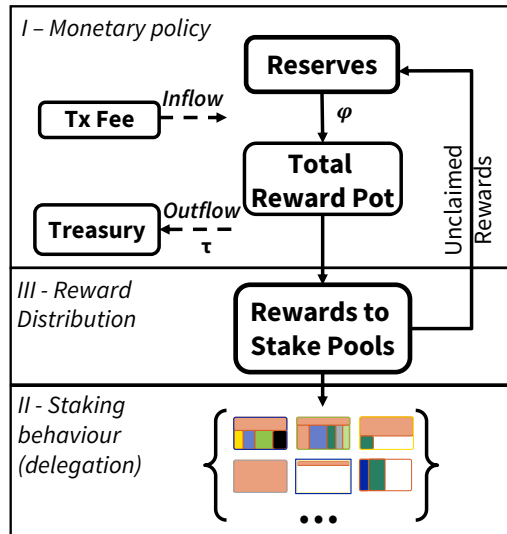 I – Monetary policy
Reserves
Inflow
Tx Fee
φ
Total
Reward Pot
Outflow
Treasury
τ
Unclaimed
Rewards
III - Reward
Distribution
Rewards to
Stake Pools
II - Staking
behaviour
(delegation)
{ }
•••